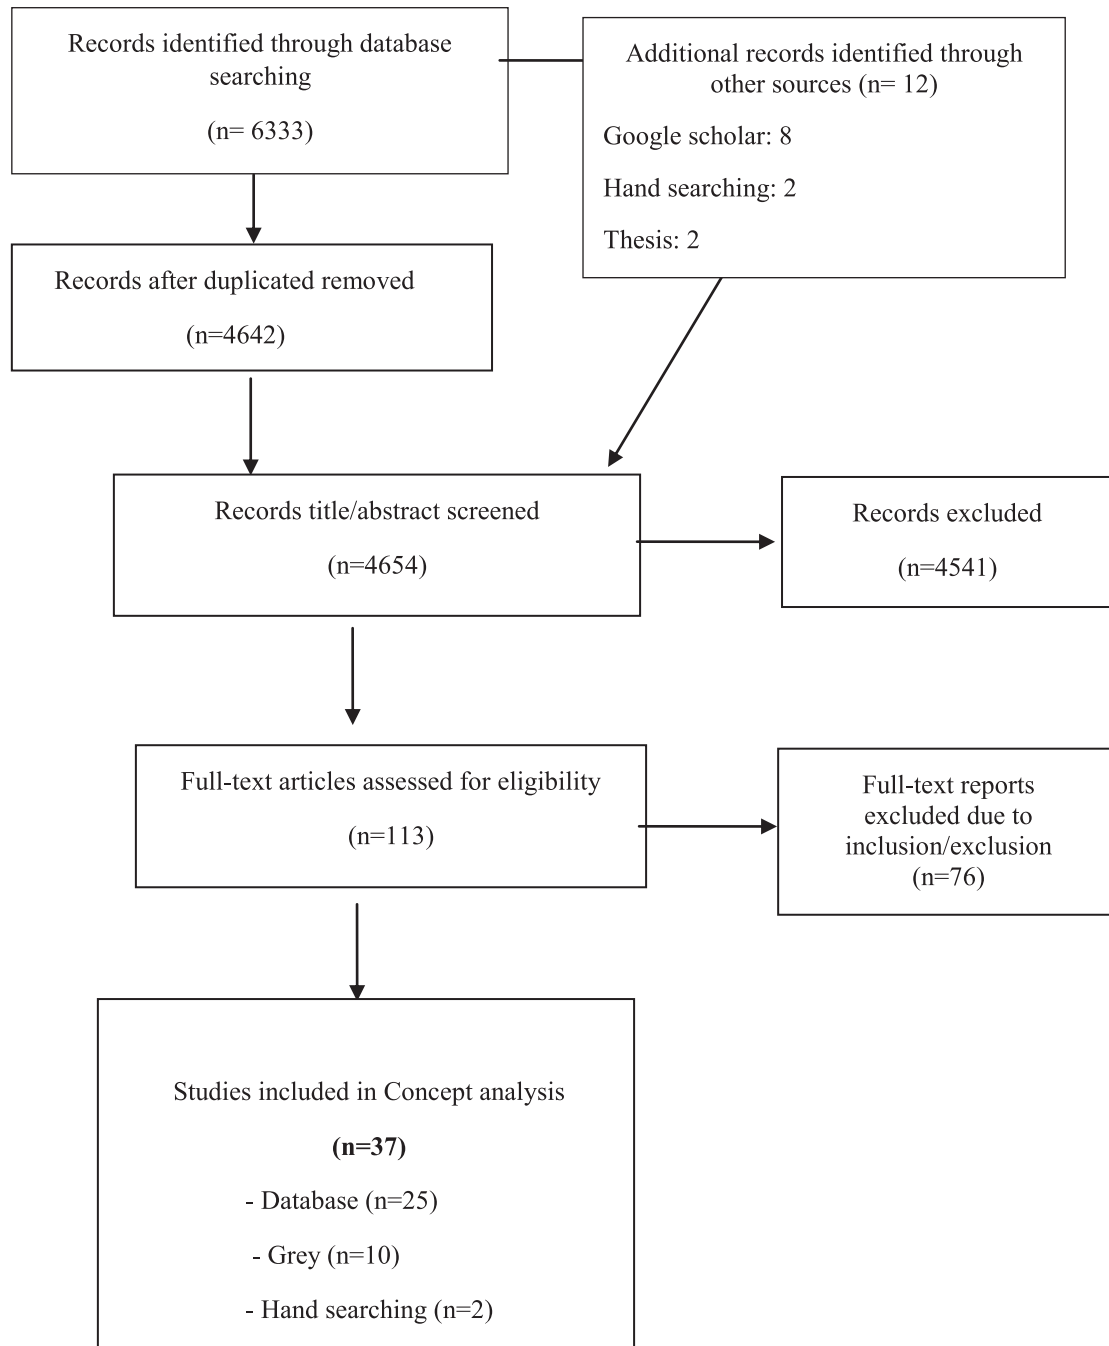 Records identified through database
searching
(n= 6333)
Additional records identified through
other sources (n= 12)
Google scholar: 8
Hand searching: 2
Thesis: 2
Records after duplicated removed
(n=4642)
Records title/abstract screened
(n=4654)
Records excluded
(n=4541)
Full-text articles assessed for eligibility
(n=113)
Full-text reports
excluded due to
inclusion/exclusion
(n=76)
Studies included in Concept analysis
(n=37)
- Database (n=25)
- Grey (n=10)
- Hand searching (n=2)